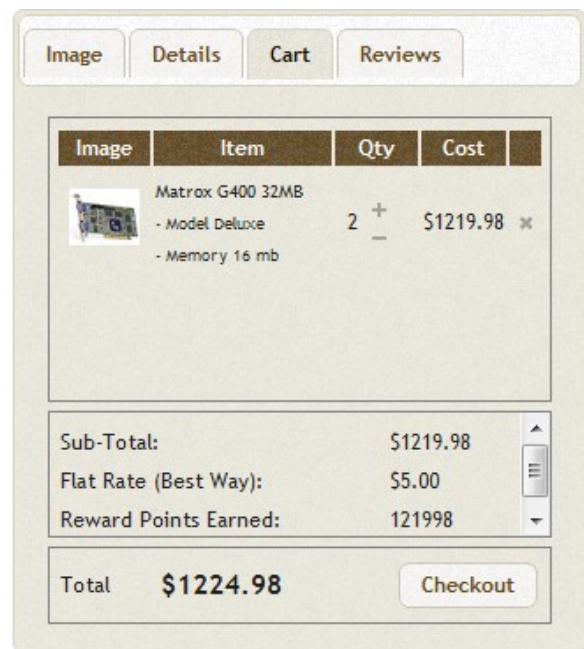 Image Details Cart Reviews
Image Item Qty Cost
Matrox G400 32MB
- Model Deluxe
- Memory 16 mb
2 + $1219.98 ×
−
Sub-Total: $1219.98
Flat Rate (Best Way): $5.00
Reward Points Earned: 121998
Total $1224.98 Checkout